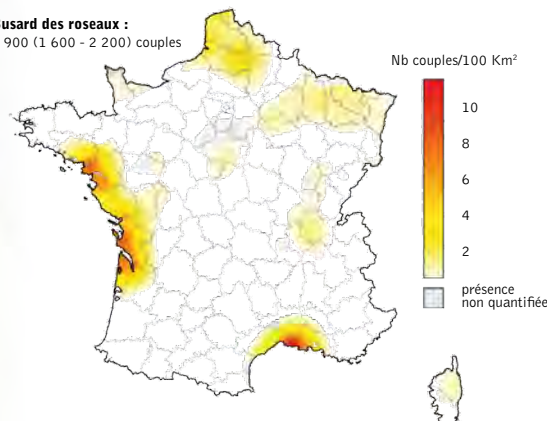 Busard des roseaux :
900 (1 600 - 2 200) couples
Nb couples/100 Km²
10
8
6
4
2
présence
non quantifiée